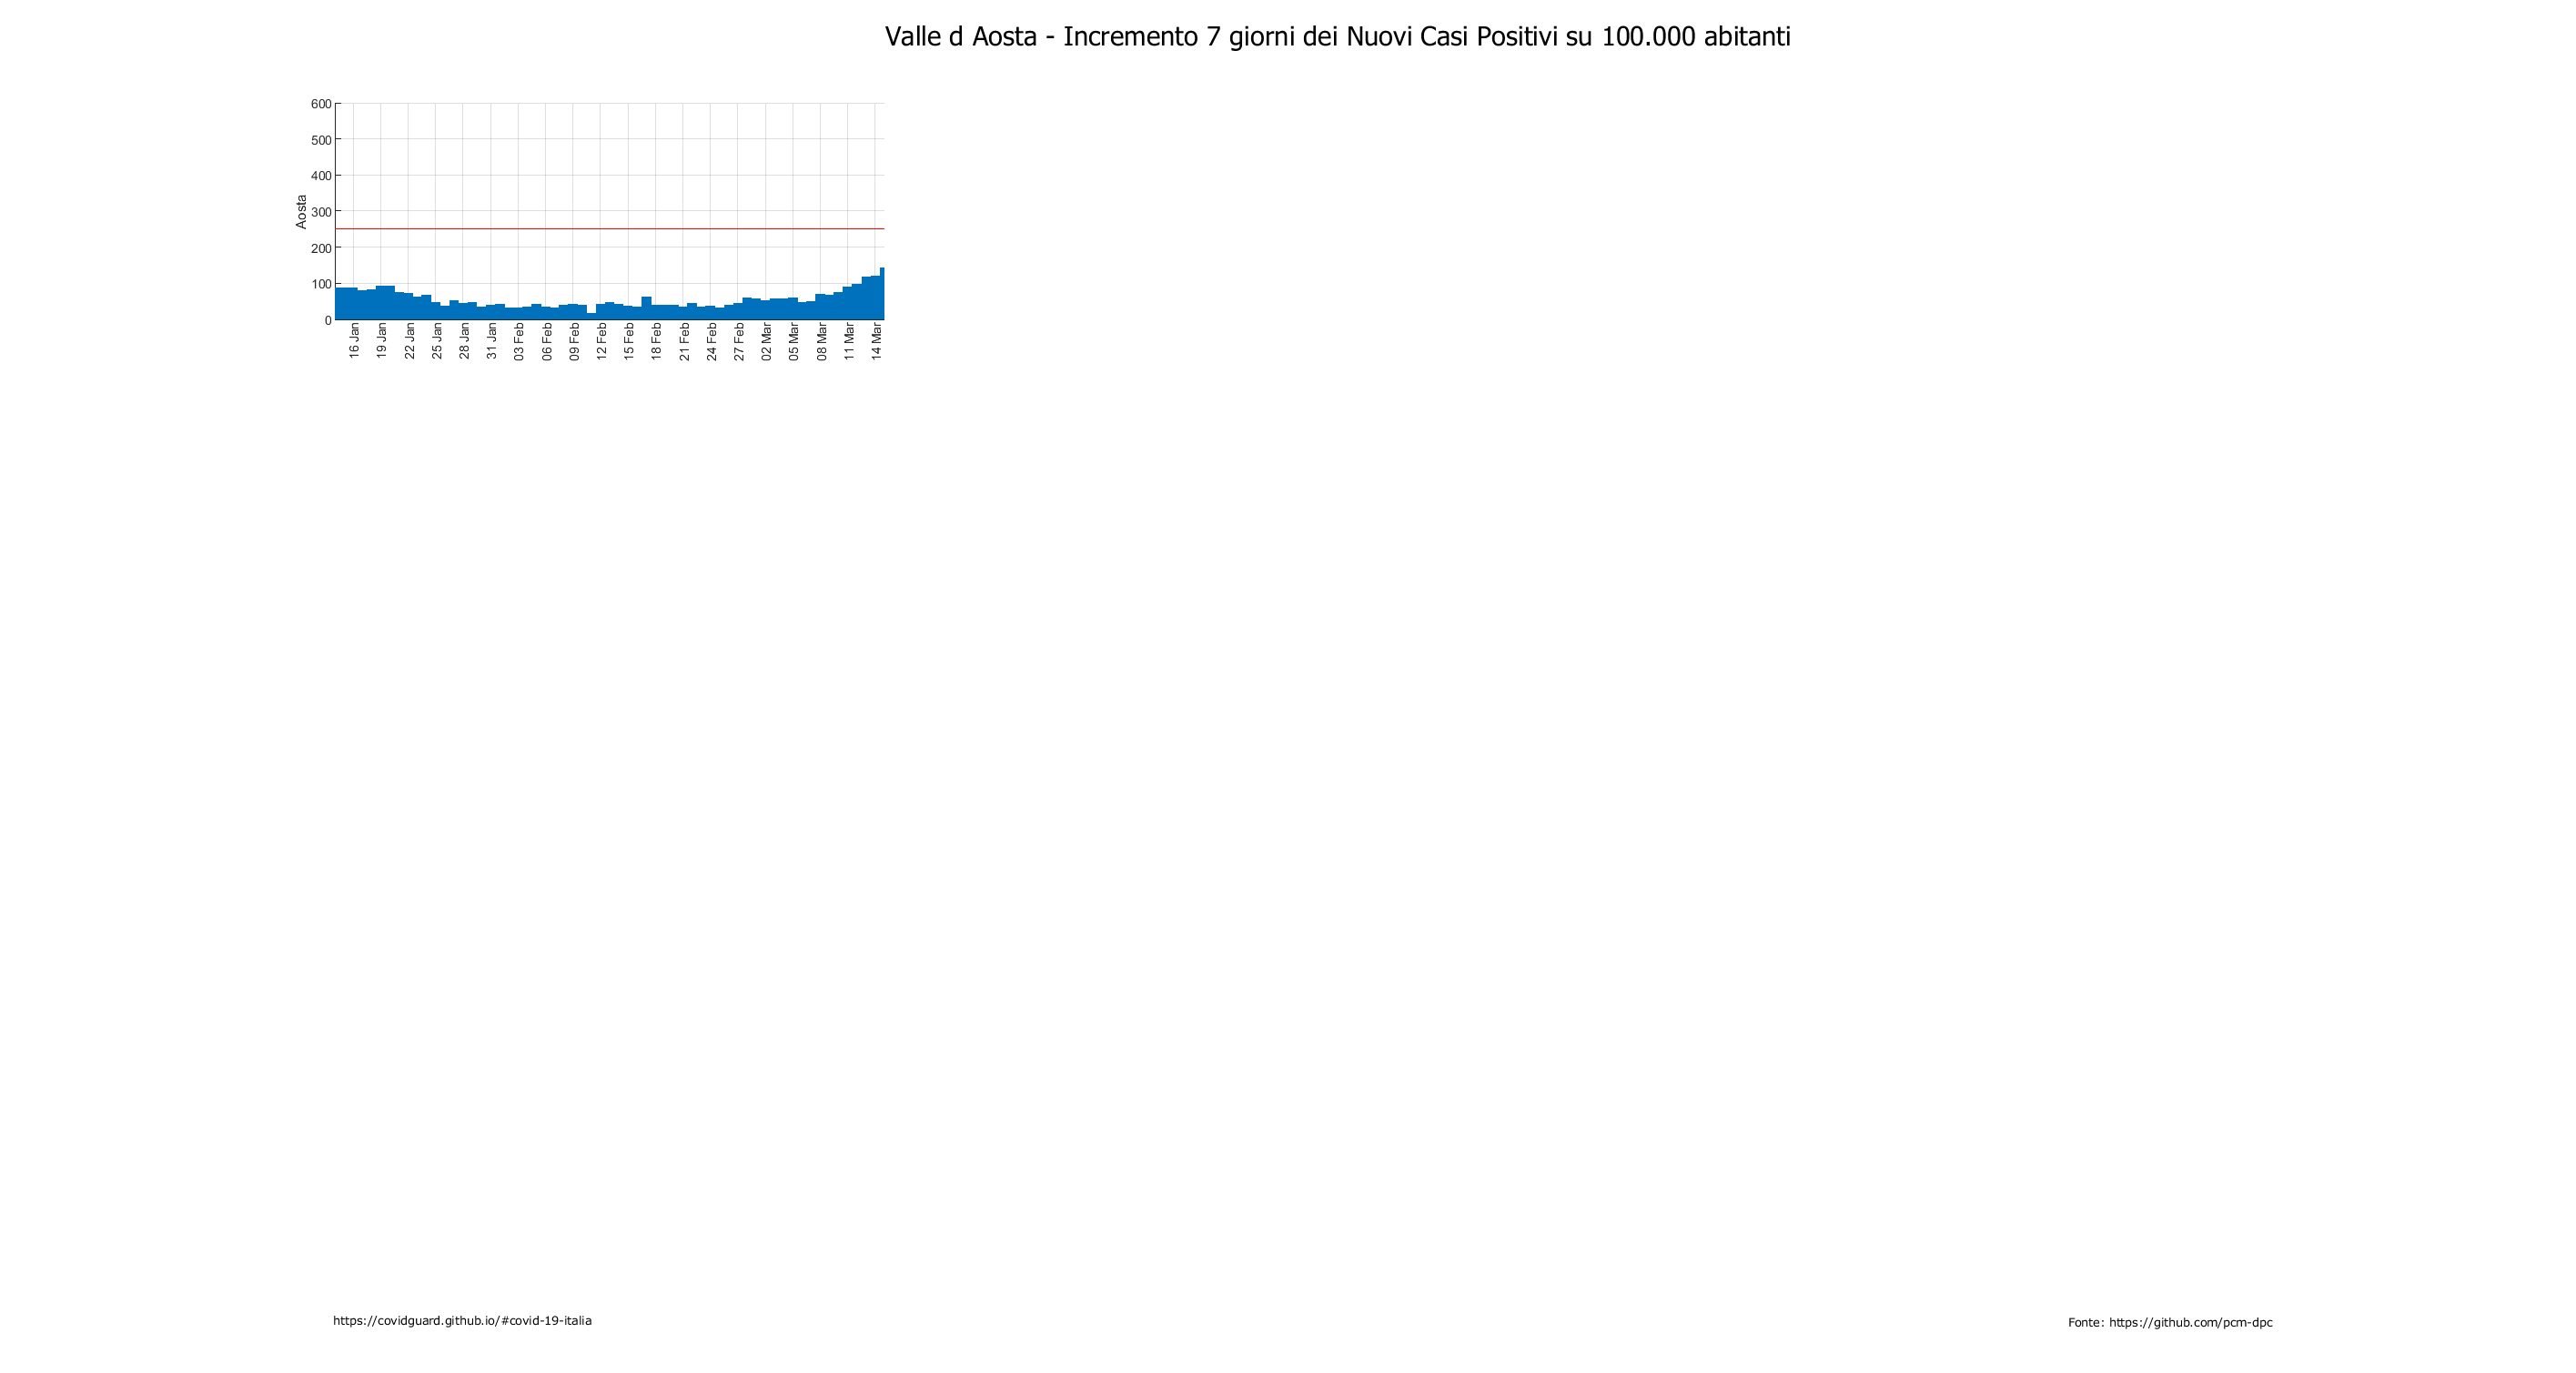 Valle d Aosta - Incremento 7 giorni dei Nuovi Casi Positivi su 100.000 abitanti
600
500
400
300
200
100
0
Aosta
16 Jan
19 Jan
22 Jan
25 Jan
28 Jan
31 Jan
03 Feb
06 Feb
09 Feb
12 Feb
15 Feb
18 Feb
21 Feb
24 Feb
27 Feb
02 Mar
05 Mar
08 Mar
11 Mar
14 Mar
https://covidguard.github.io/#covid-19-italia
Fonte: https://github.com/pcm-dpc